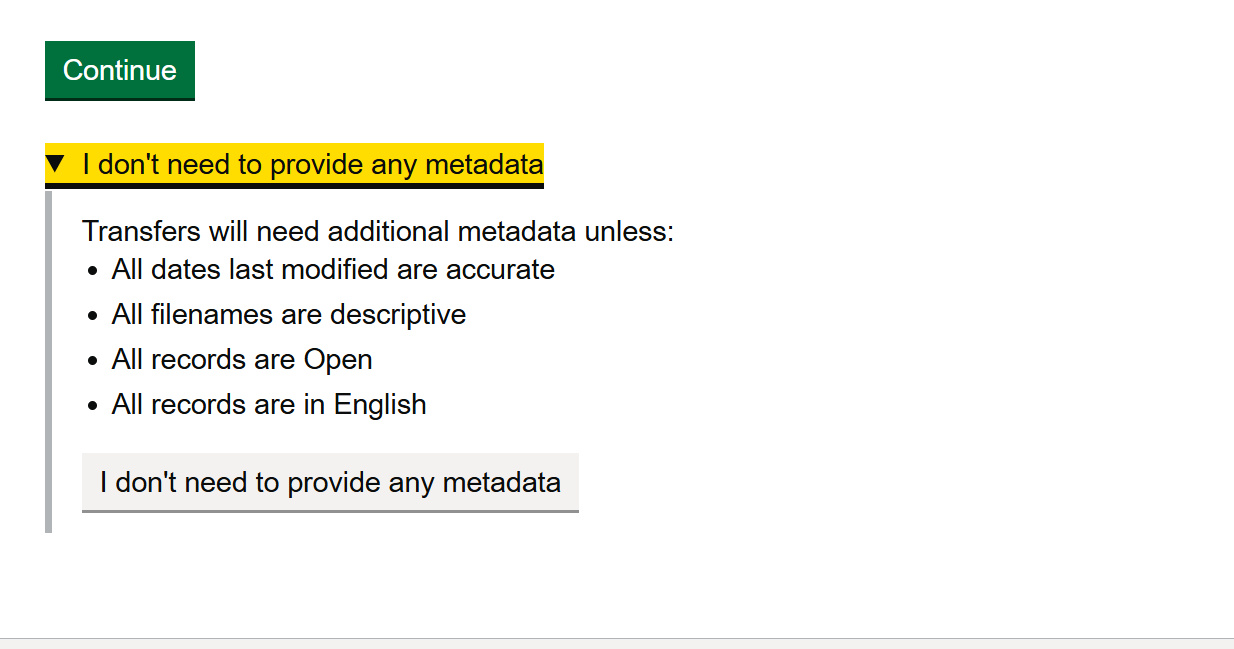 Continue
I don't need to provide any metadata
Transfers will need additional metadata unless:
All dates last modified are accurate
All filenames are descriptive
All records are Open
All records are in English
I don't need to provide any metadata